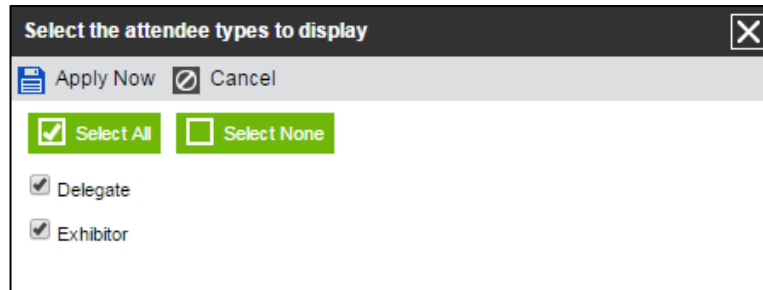 Select the attendee types to display
Apply Now Cancel
Select All Select None
Delegate
Exhibitor